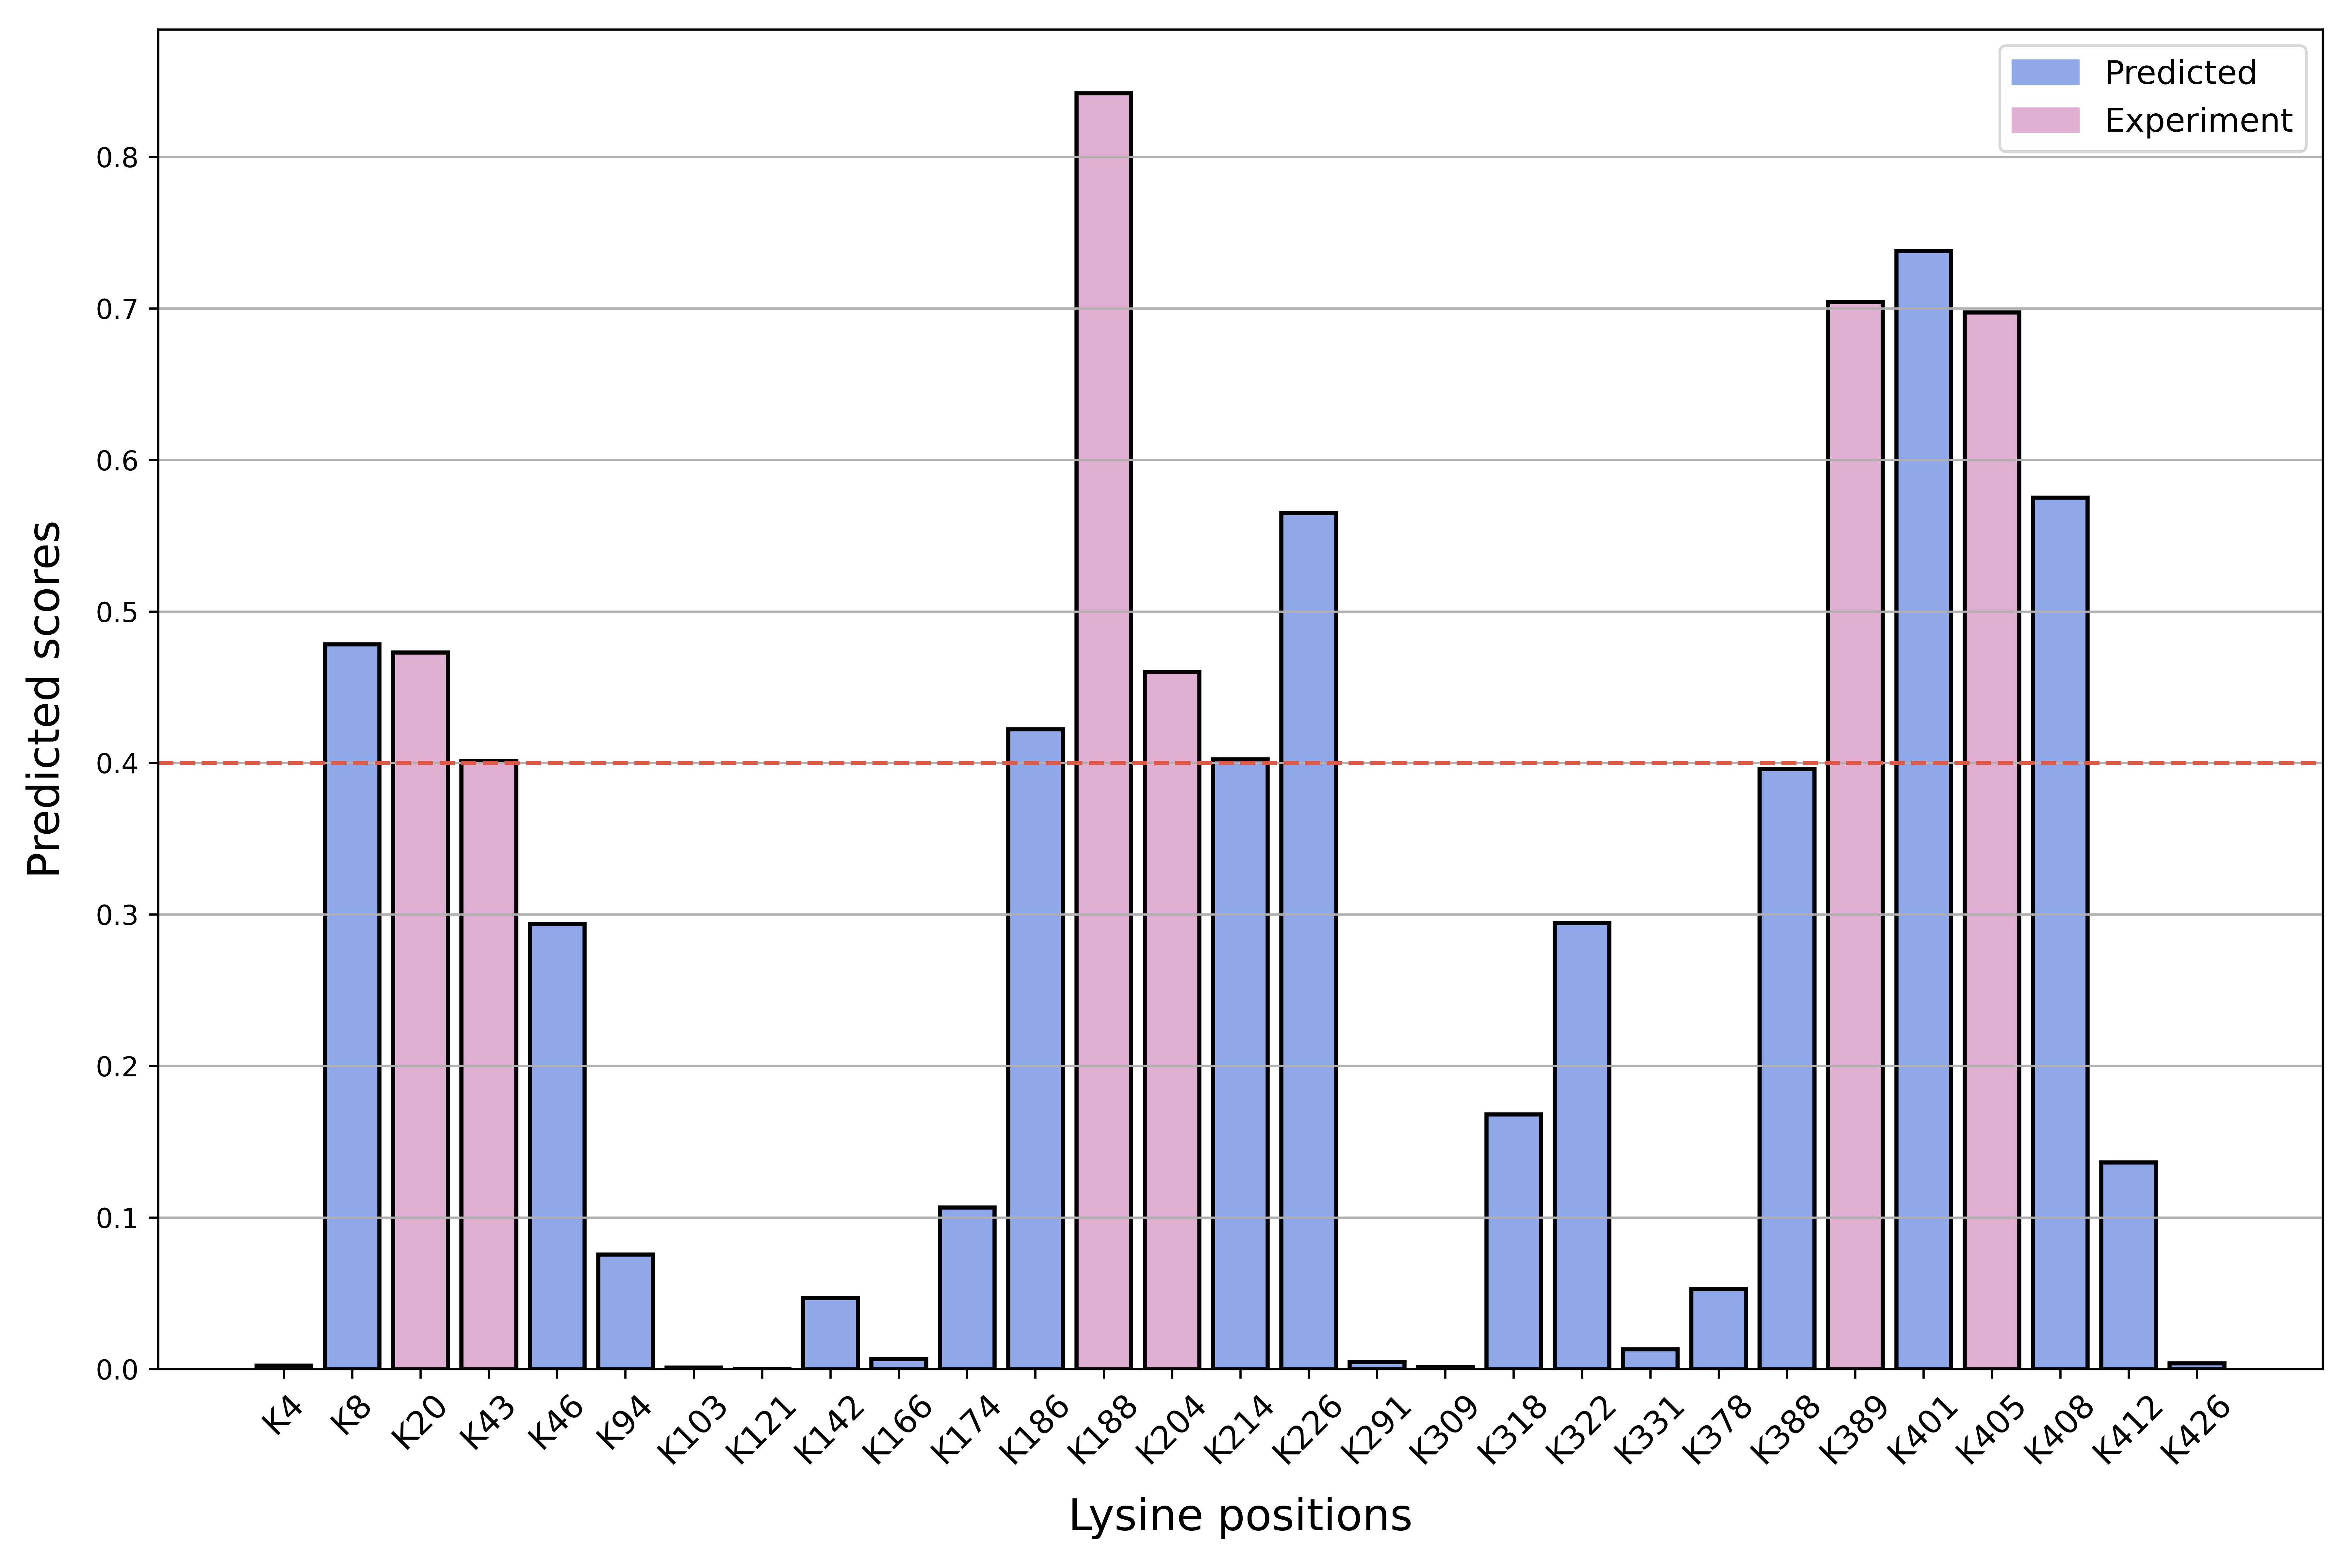 Predicted
Experiment
Predicted scores
0.8
0.7
0.6
0.5
0.4
0.3
0.2
0.1
0.0
K4 K8 K20 K43 K46 K94 K103 K121 K142 K166 K174 K186 K188 K204 K214 K226 K291 K309 K318 K322 K331 K378 K388 K389 K401 K405 K408 K412 K426
Lysine positions